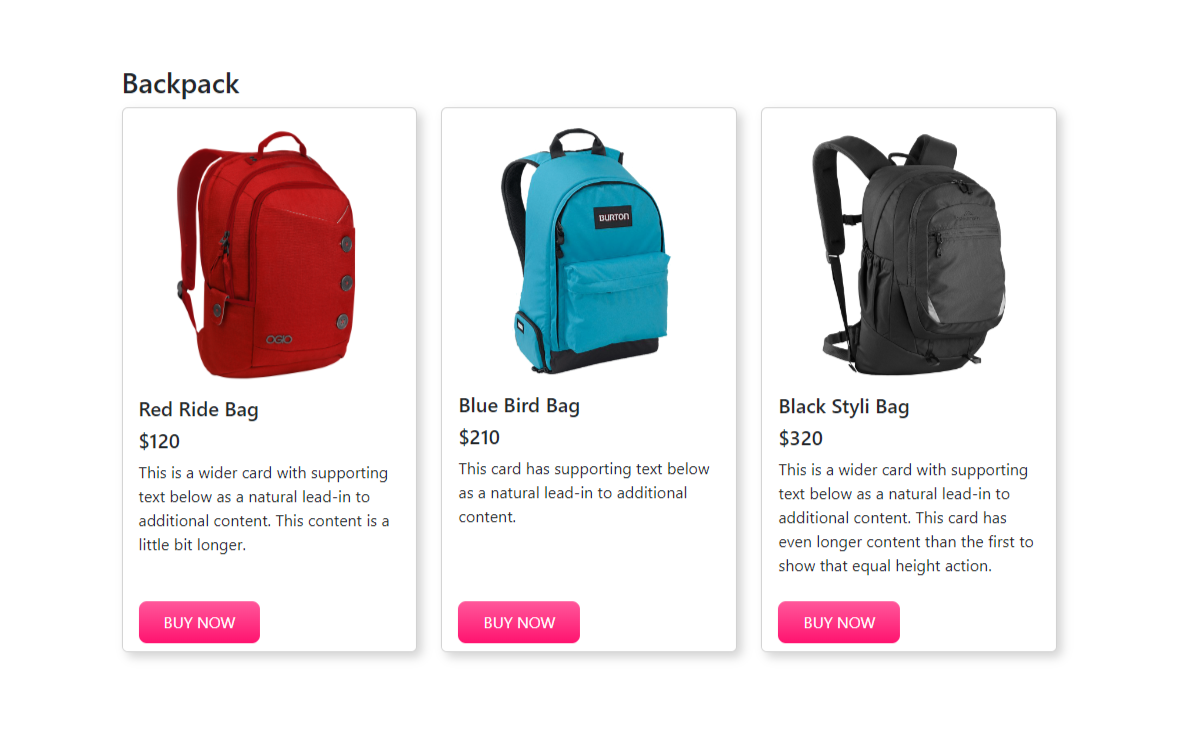 Backpack
OGIO
BURTON
Red Ride Bag
$120
This is a wider card with supporting
text below as a natural lead-in to
additional content. This content is a
little bit longer.
BUY NOW
Blue Bird Bag
$210
This card has supporting text below
as a natural lead-in to additional
content.
BUY NOW
Black Styli Bag
$320
This is a wider card with supporting
text below as a natural lead-in to
additional content. This card has
even longer content than the first to
show that equal height action.
BUY NOW